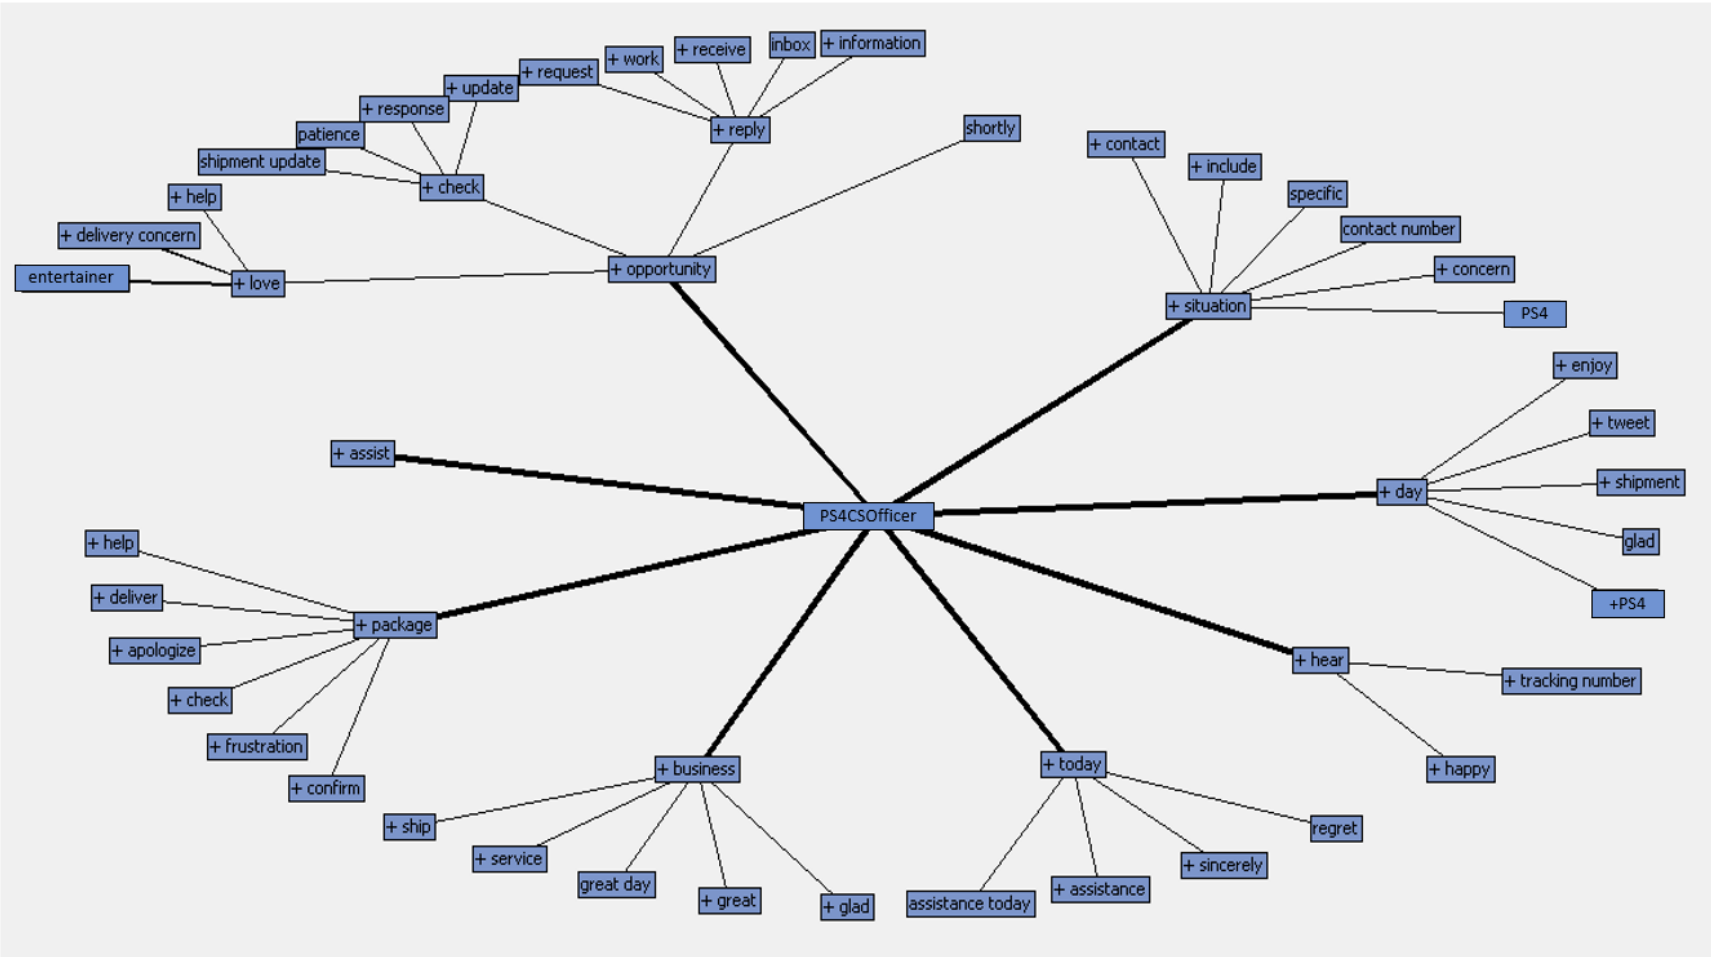 + work
+ receive
inbox
+ information
+ request
+ update
+ response
patience
shipment update
+ reply
shortly
+ check
+ help
+ delivery concern
entertainer
+ love
+ opportunity
+ contact
+ include
specific
contact number
+ concern
PS4
+ situation
+ enjoy
+ tweet
+ shipment
glad
+PS4
+ day
+ assist
PS4CSOfficer
+ help
+ deliver
+ apologize
+ check
+ frustration
+ confirm
+ package
+ hear
+ tracking number
+ happy
+ business
+ ship
+ service
great day
+ great
+ glad
+ today
assistance today
+ assistance
+ sincerely
regret